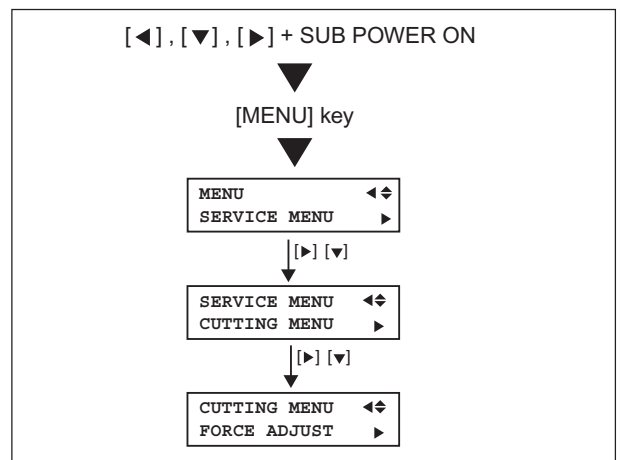 [◀] , [▼] , [▶] + SUB POWER ON
[MENU] key
MENU ◀◆
SERVICE MENU ▶
[▶] [▼]
SERVICE MENU ◀◆
CUTTING MENU ▶
[▶] [▼]
CUTTING MENU ◀◆
FORCE ADJUST ▶